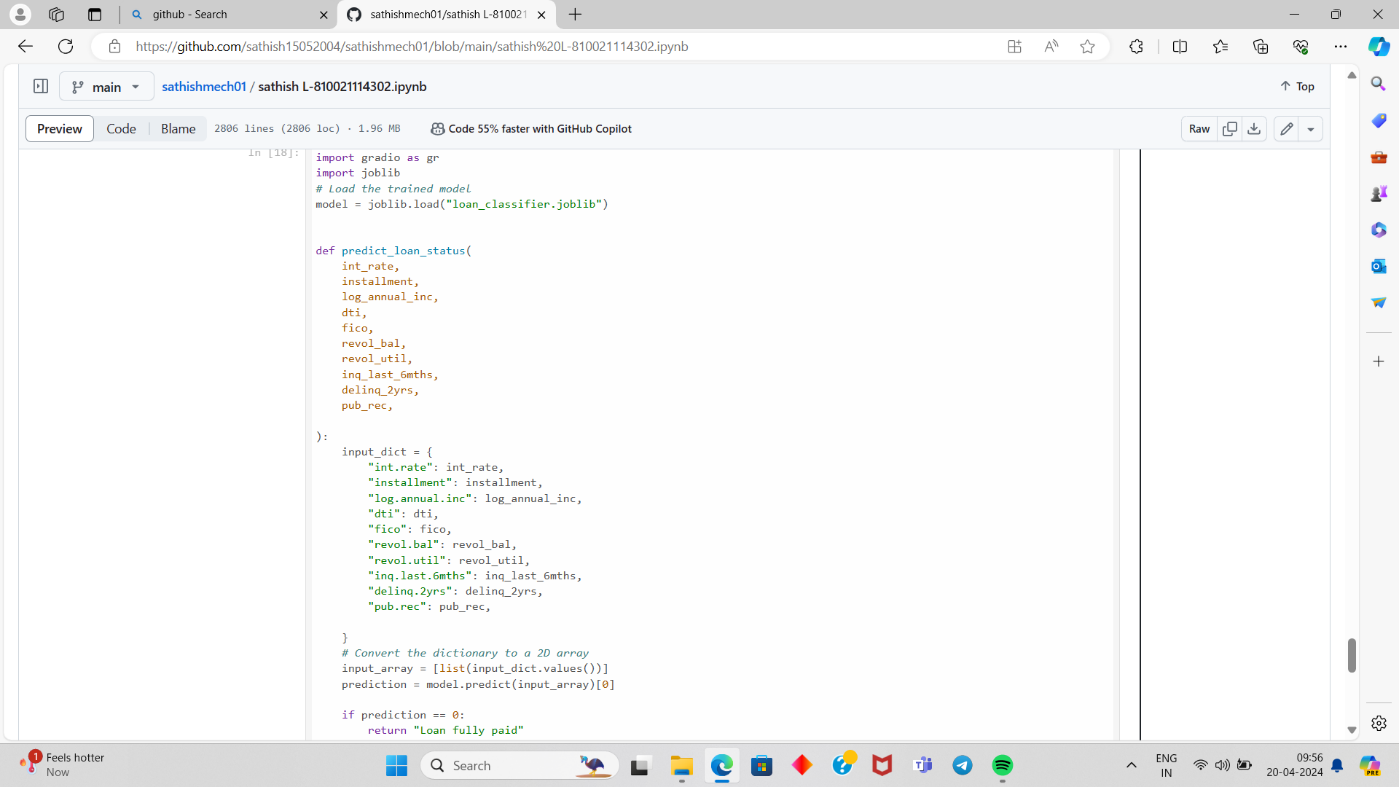 github - Search
sathishmech01/sathish L-810021
https://github.com/sathish15052004/sathishmech01/blob/main/sathish%20L-810021114302.ipynb
main
sathishmech01 / sathish L-810021114302.ipynb
Top
Preview Code Blame 2806 lines (2806 loc) · 1.96 MB Code 55% faster with GitHub Copilot Raw
In [18]:
import gradio as gr
import joblib
# Load the trained model
model = joblib.load("loan_classifier.joblib")
def predict_loan_status(
int_rate,
installment,
log_annual_inc,
dti,
fico,
revol_bal,
revol_util,
inq_last_6mths,
delinq_2yrs,
pub_rec,
):
input_dict = {
"int.rate": int_rate,
"installment": installment,
"log.annual.inc": log_annual_inc,
"dti": dti,
"fico": fico,
"revol.bal": revol_bal,
"revol.util": revol_util,
"inq.last.6mths": inq_last_6mths,
"delinq.2yrs": delinq_2yrs,
"pub.rec": pub_rec,
}
# Convert the dictionary to a 2D array
input_array = [list(input_dict.values())]
prediction = model.predict(input_array)[0]
if prediction == 0:
return "Loan fully paid"
1
Feels hotter
Now
Search
ENG
IN
09:56
20-04-2024
PRE